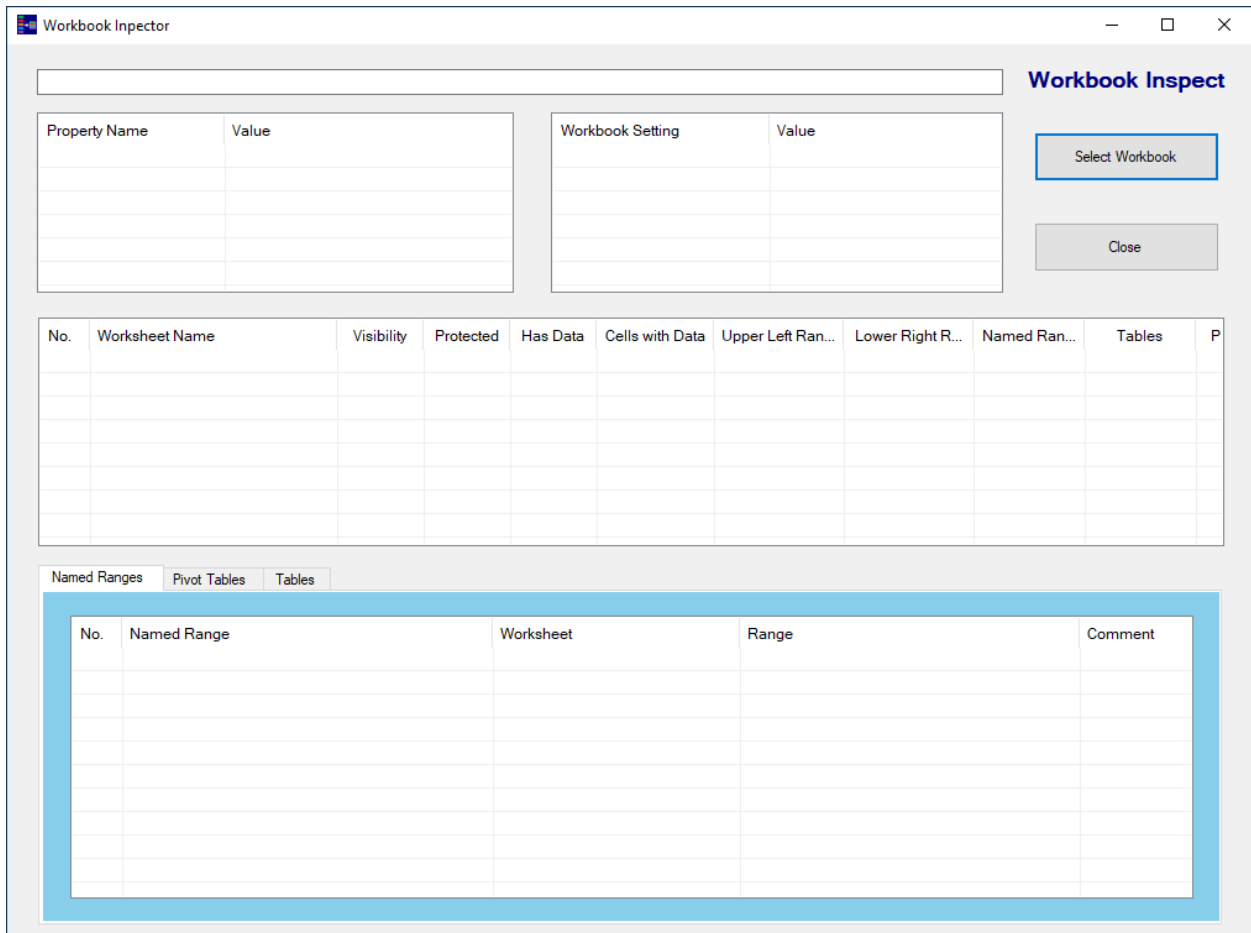 Workbook Inpector
Workbook Inspect
Property Name Value
Workbook Setting Value
Select Workbook
Close
No. Worksheet Name Visibility Protected Has Data Cells with Data Upper Left Ran... Lower Right R... Named Ran... Tables P
Named Ranges Pivot Tables Tables
No. Named Range Worksheet Range Comment